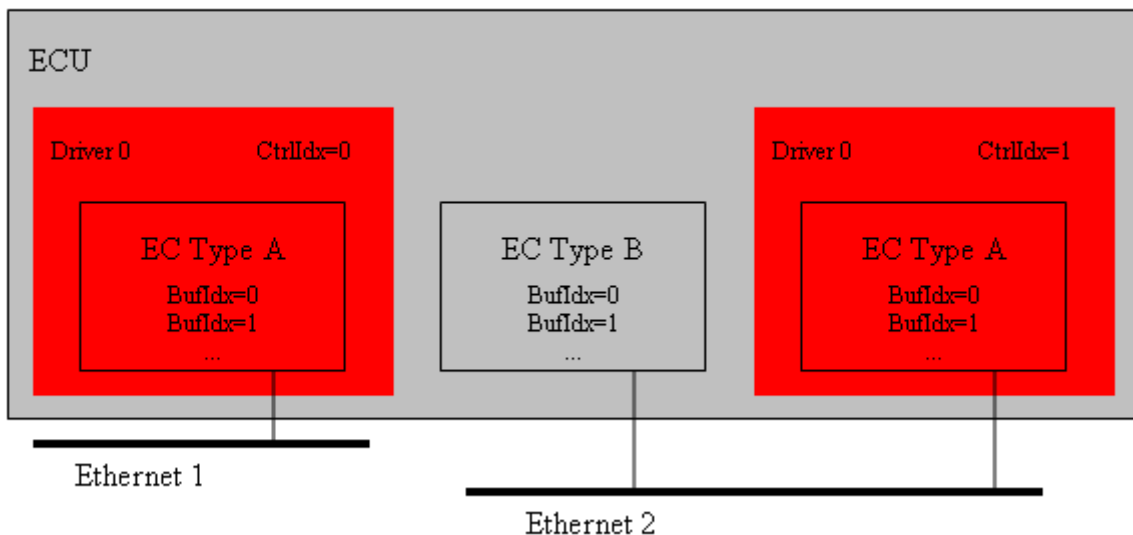 ECU
Driver 0 CtrlIdx=0
EC Type A
BufIdx=0
BufIdx=1
...
EC Type B
BufIdx=0
BufIdx=1
...
Driver 0 CtrlIdx=1
EC Type A
BufIdx=0
BufIdx=1
...
Ethernet 1
Ethernet 2